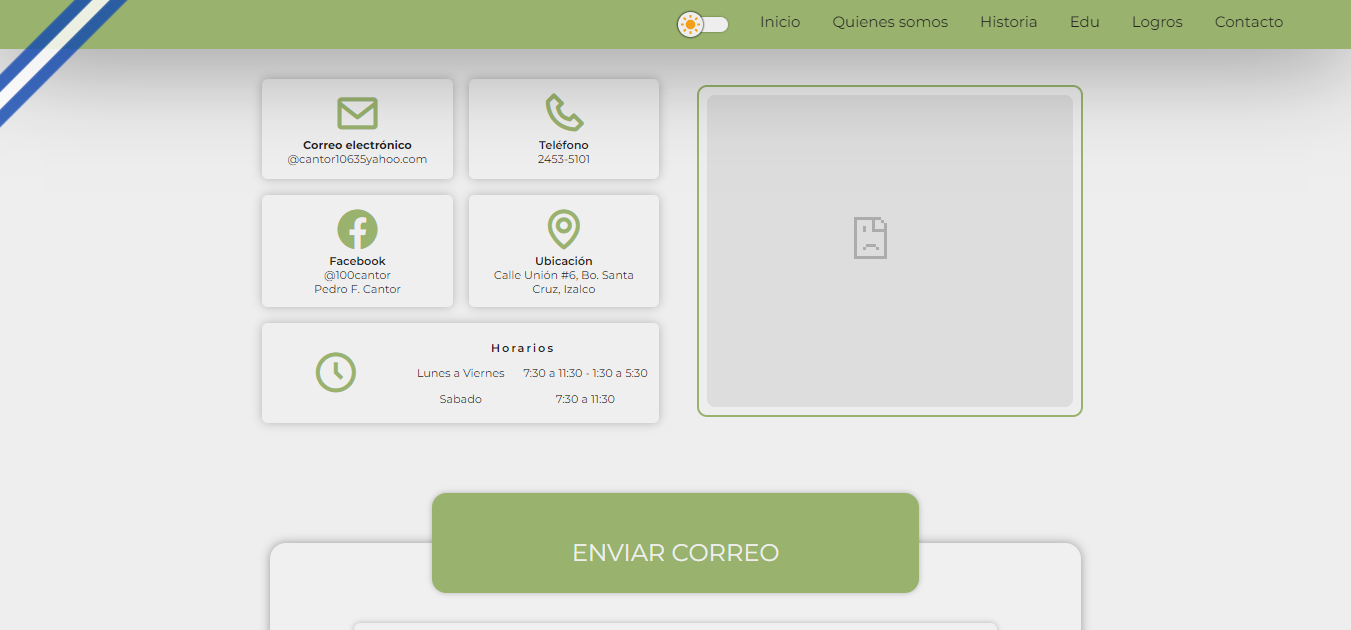 Inicio Quienes somos Historia Edu Logros Contacto
Correo electrónico
@cantor10635yahoo.com
Teléfono
2453-5101
Facebook
@100cantor
Pedro F. Cantor
Ubicación
Calle Unión #6, Bo. Santa
Cruz, Izalco
Horarios
Lunes a Viernes 7:30 a 11:30 - 1:30 a 5:30
Sabado 7:30 a 11:30
ENVIAR CORREO